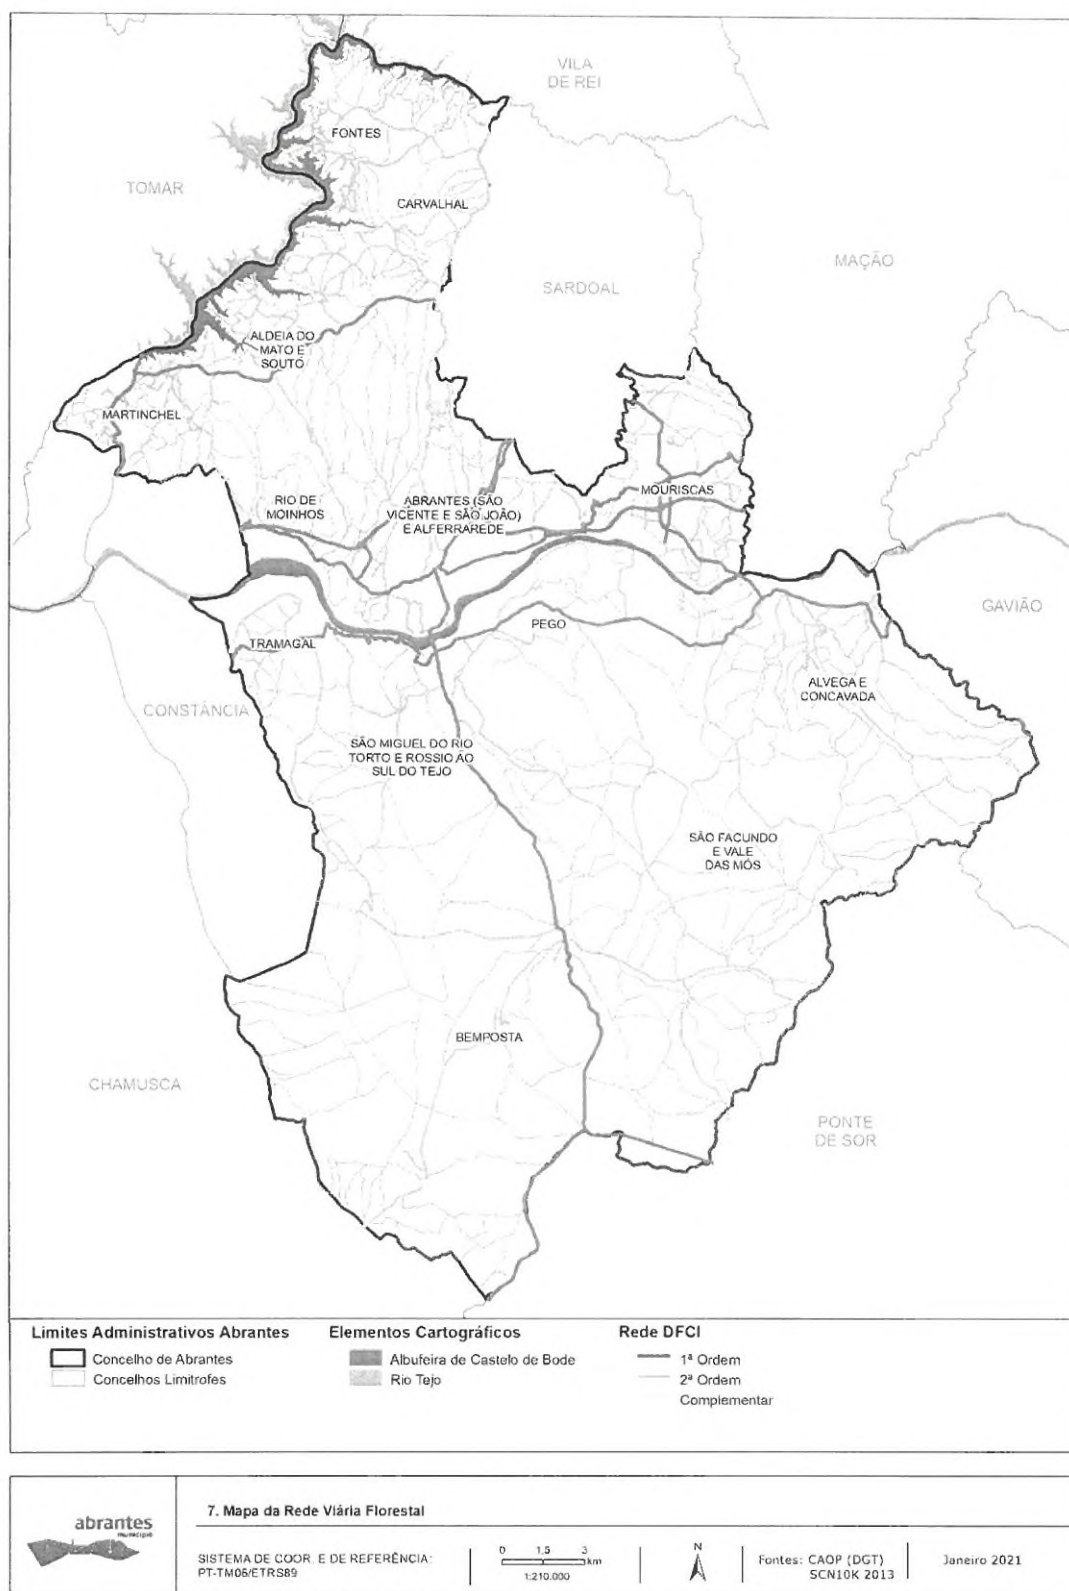 VILA
DE REI
FONTES
TOMAR
CARVALHAL
MAÇÃO
SARDOAL
ALDEIA DO
MATO E
SOUTO
MARTINCHEL
MOURISCAS
RIO DE
MOINHOS
ABRANTES (SÃO
VICENTE E SÃO JOÃO)
E ALFERRAREDE
GAVIÃO
PEGO
TRAMAGAL
ALVEGA E
CONCAVADA
CONSTÂNCIA
SÃO MIGUEL DO RIO
TORTO E ROSSIO AO
SUL DO TEJO
SÃO FACUNDO
E VALE
DAS MÓS
BEMPOSTA
CHAMUSCA
PONTE
DE SOR
Limites Administrativos Abrantes
Concelho de Abrantes
Concelhos Limitrofes
Elementos Cartográficos
Albufeira de Castelo de Bode
Rio Tejo
Rede DFCI
1ª Ordem
2ª Ordem
Complementar
abrantes
município
7. Mapa da Rede Viária Florestal
SISTEMA DE COOR. E DE REFERÊNCIA:
PT-TM06/ETRS89
0 1,5 3
km
1:210.000
N
Fontes: CAOP (DGT)
SCN10K 2013
Janeiro 2021